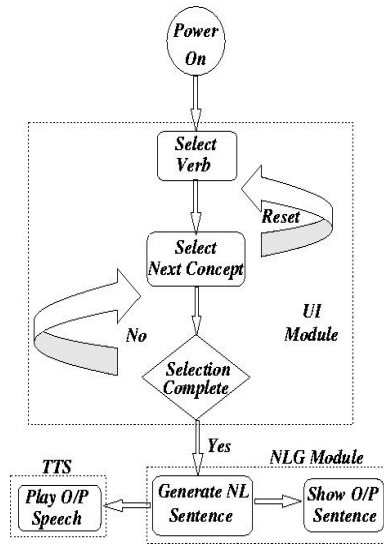 Power
On
Select
Verb
Reset
Select
Next Concept
UI
Module
No
Selection
Complete
Yes
TTS
NLG Module
Play O/P
Speech
Generate NL
Sentence
Show O/P
Sentence